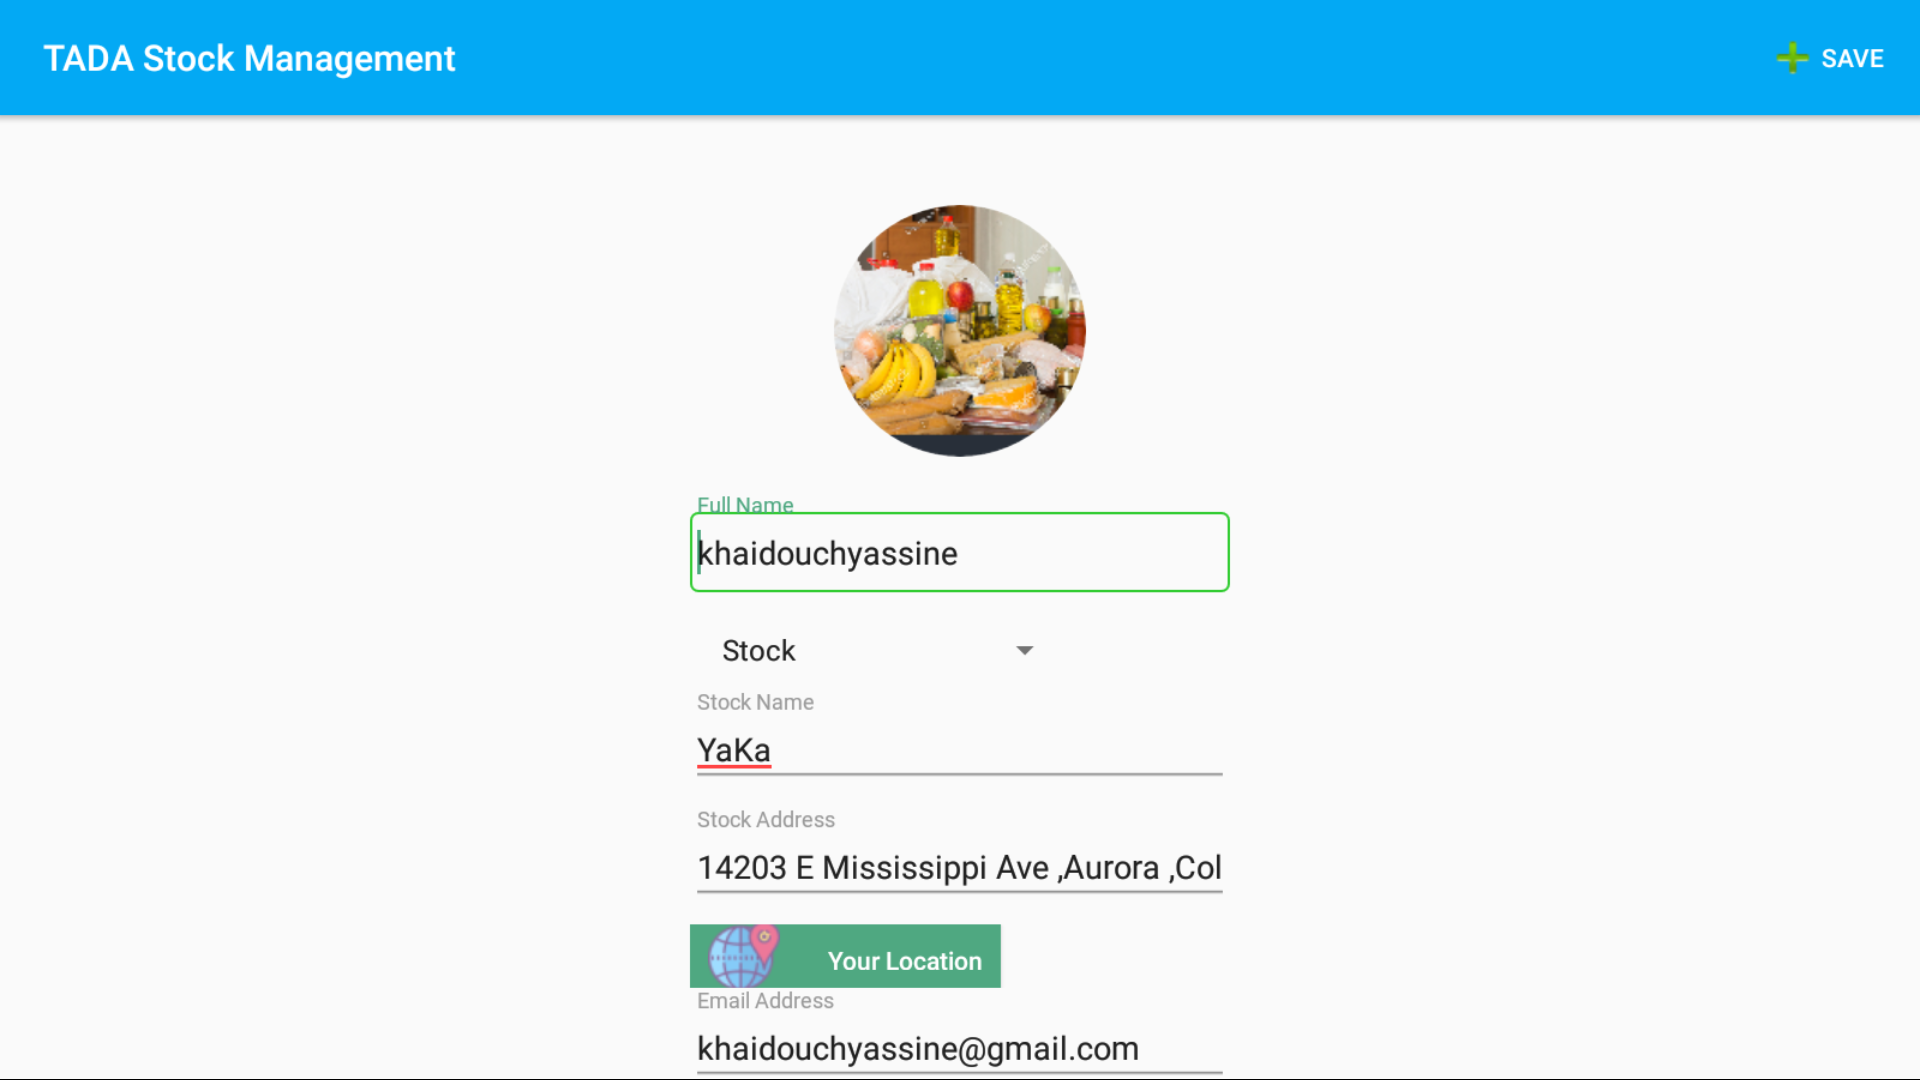 TADA Stock Management
SAVE
Full Name
khaidouchyassine
Stock
Stock Name
YaKa
Stock Address
14203 E Mississippi Ave ,Aurora ,Col
Your Location
Email Address
khaidouchyassine@gmail.com